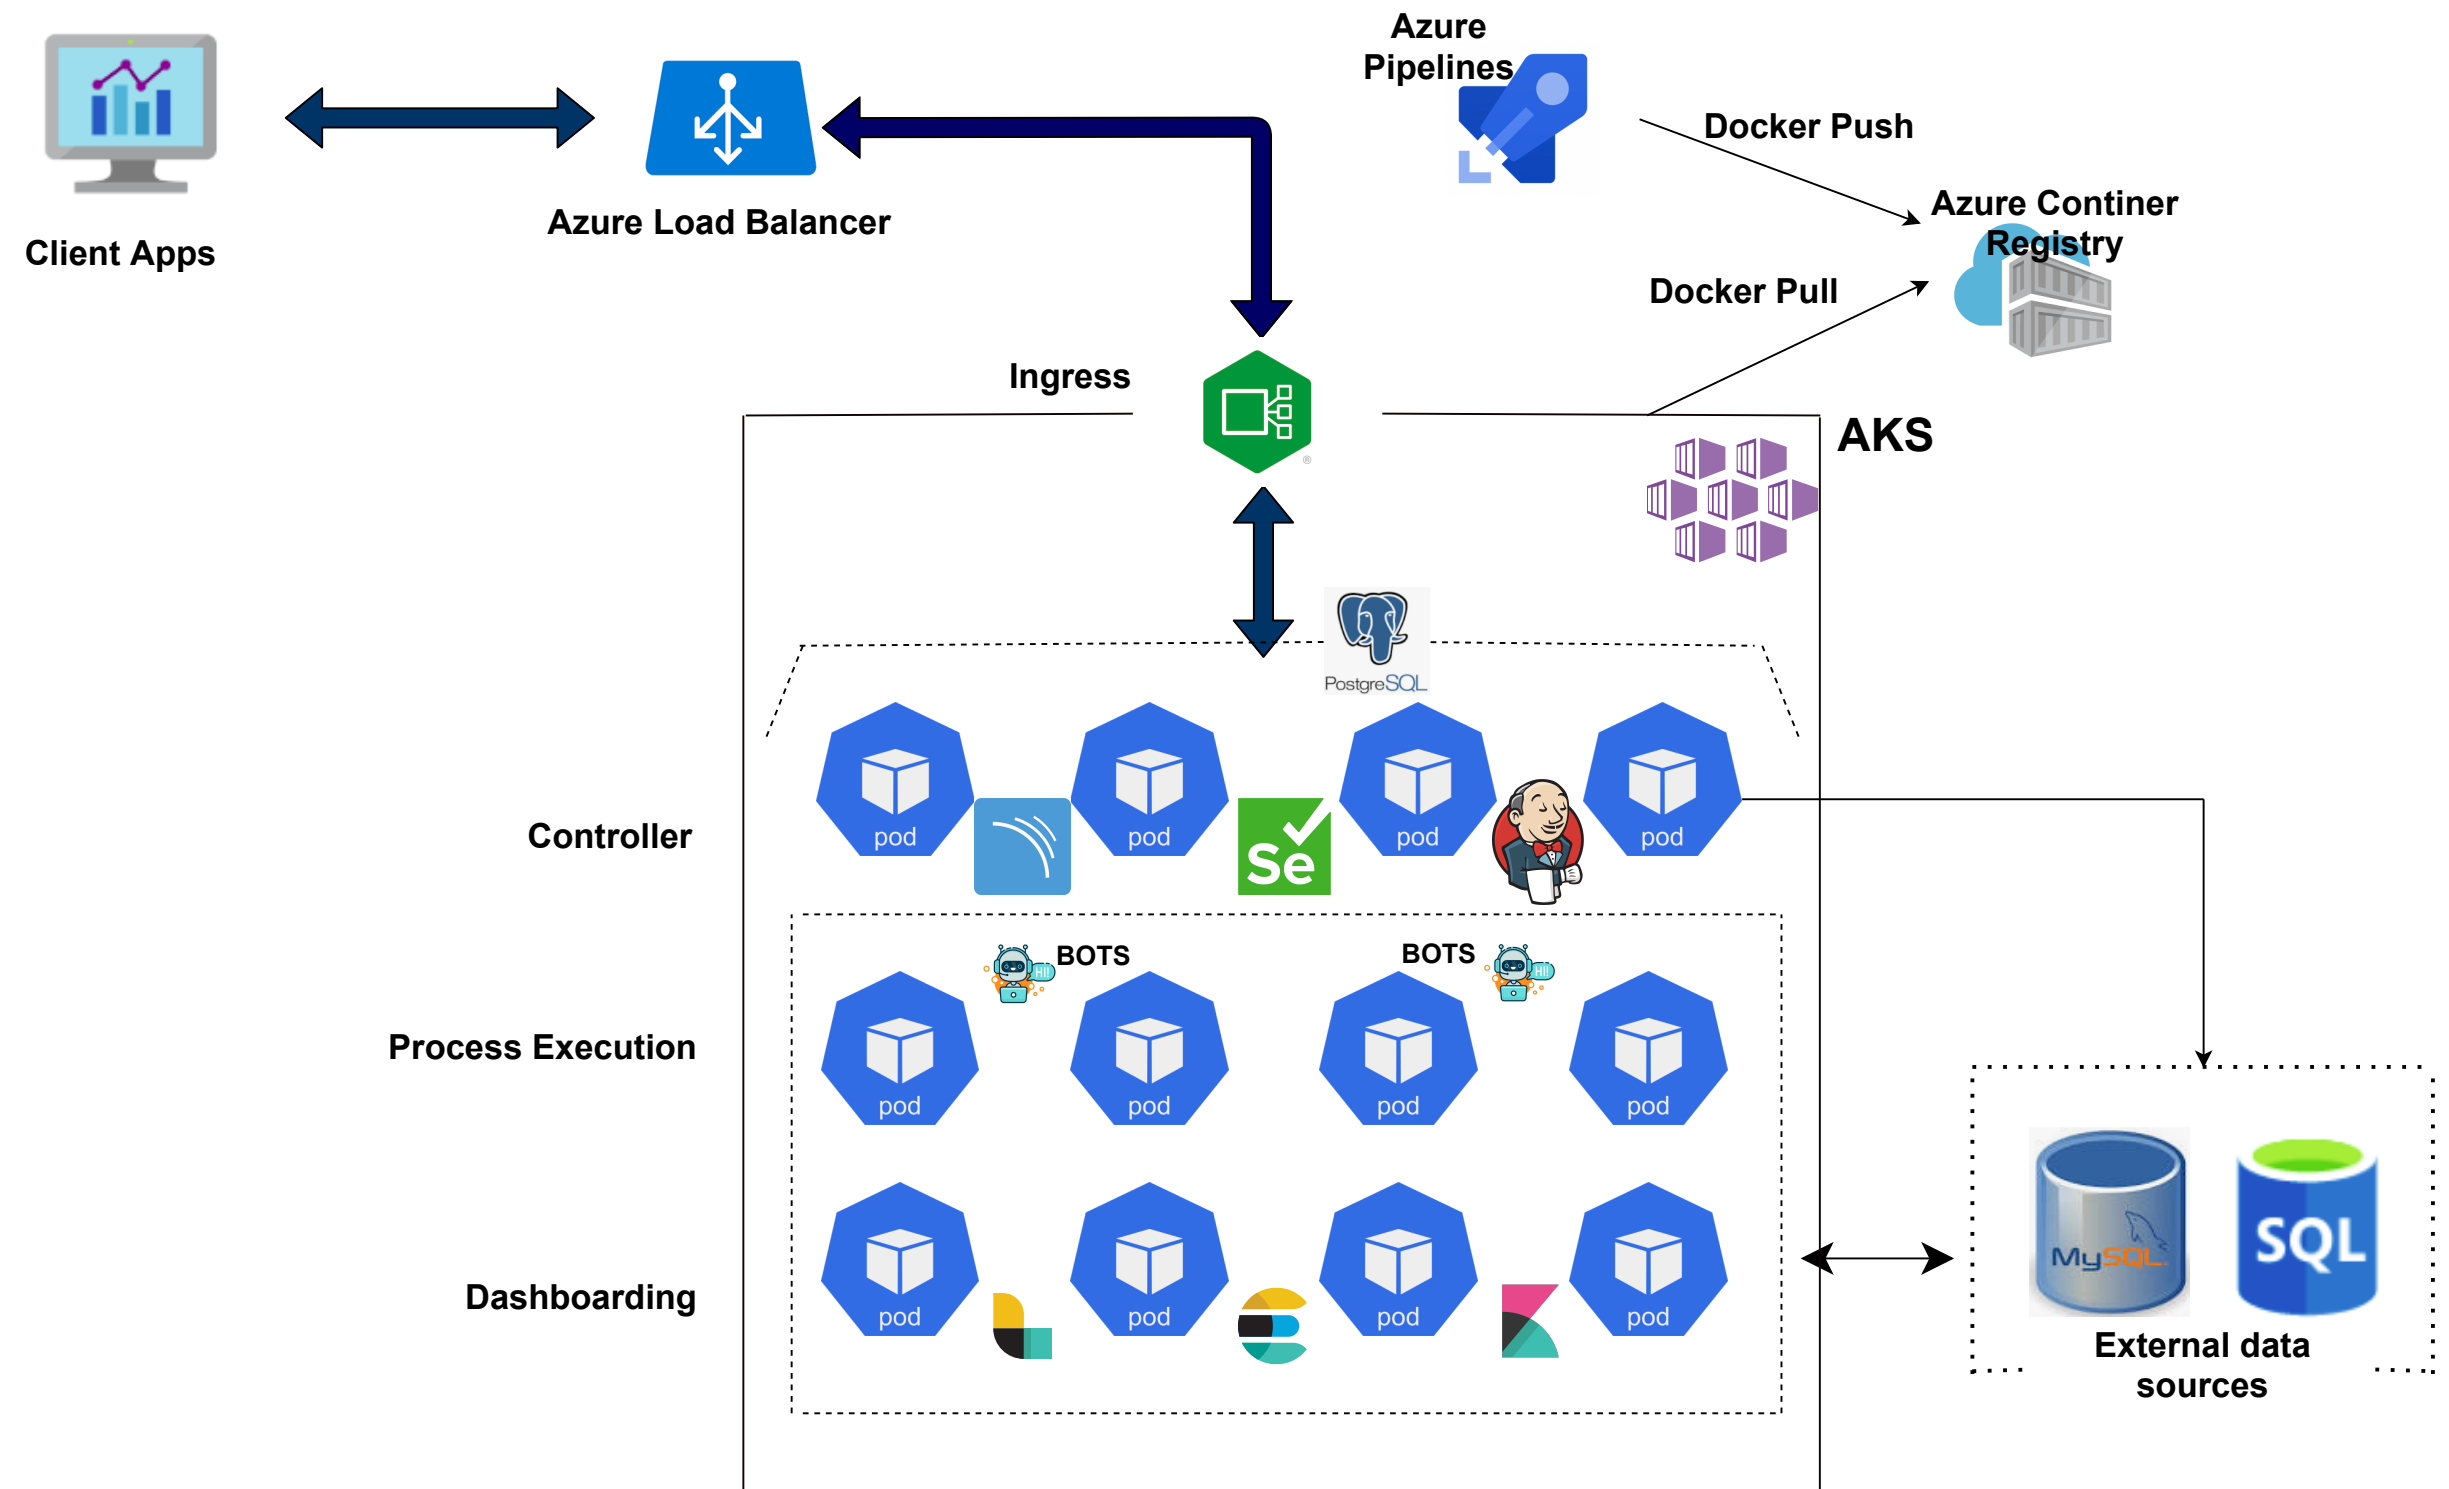 Azure
Pipelines
Docker Push
Azure Continer
Registry
Azure Load Balancer
Client Apps
Docker Pull
Ingress
®
AKS
PostgreSQL
pod
pod
pod
pod
Se
Controller
BOTS
BOTS
HI!
HI!
Process Execution
pod
pod
pod
pod
MySQL
SQL
Dashboarding
pod
pod
pod
pod
External data
sources